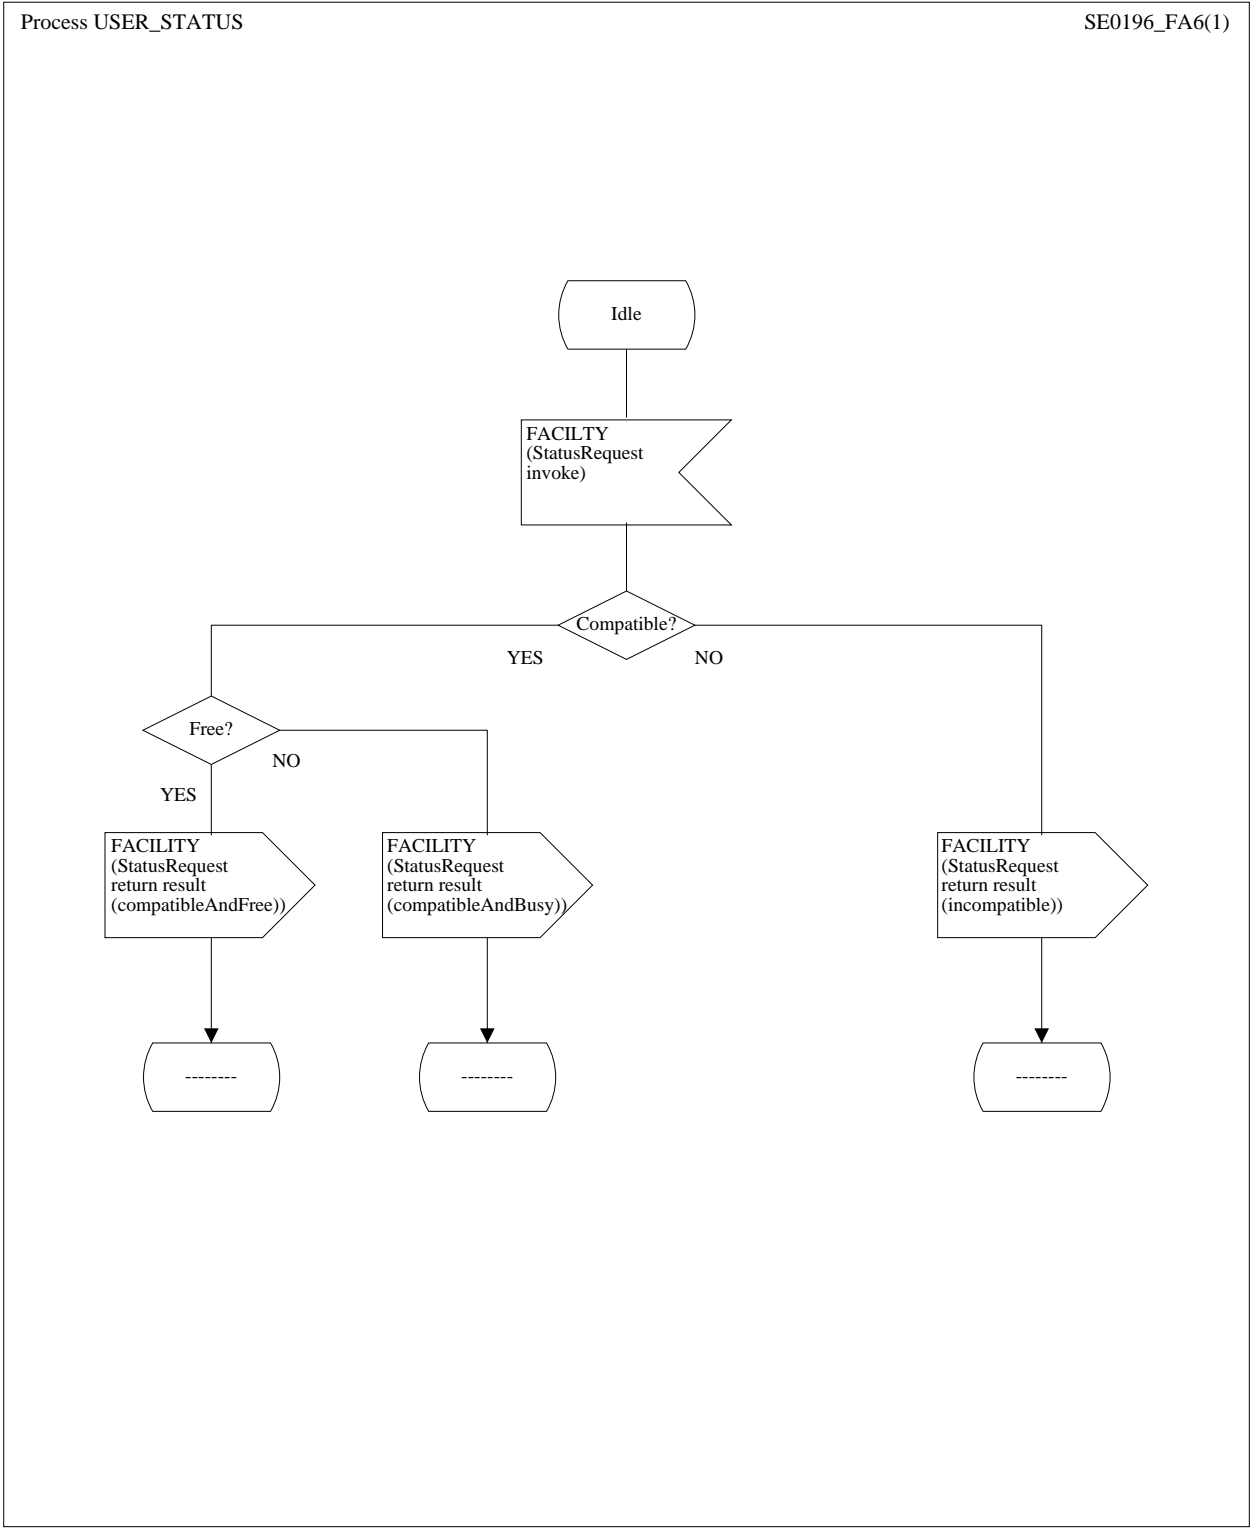 Process USER_STATUS
SE0196_FA6(1)
Idle
FACILTY
(StatusRequest
invoke)
Compatible?
YES
NO
Free?
NO
YES
FACILITY
(StatusRequest
return result
(compatibleAndFree))
FACILITY
(StatusRequest
return result
(compatibleAndBusy))
FACILITY
(StatusRequest
return result
(incompatible))
--------
--------
--------